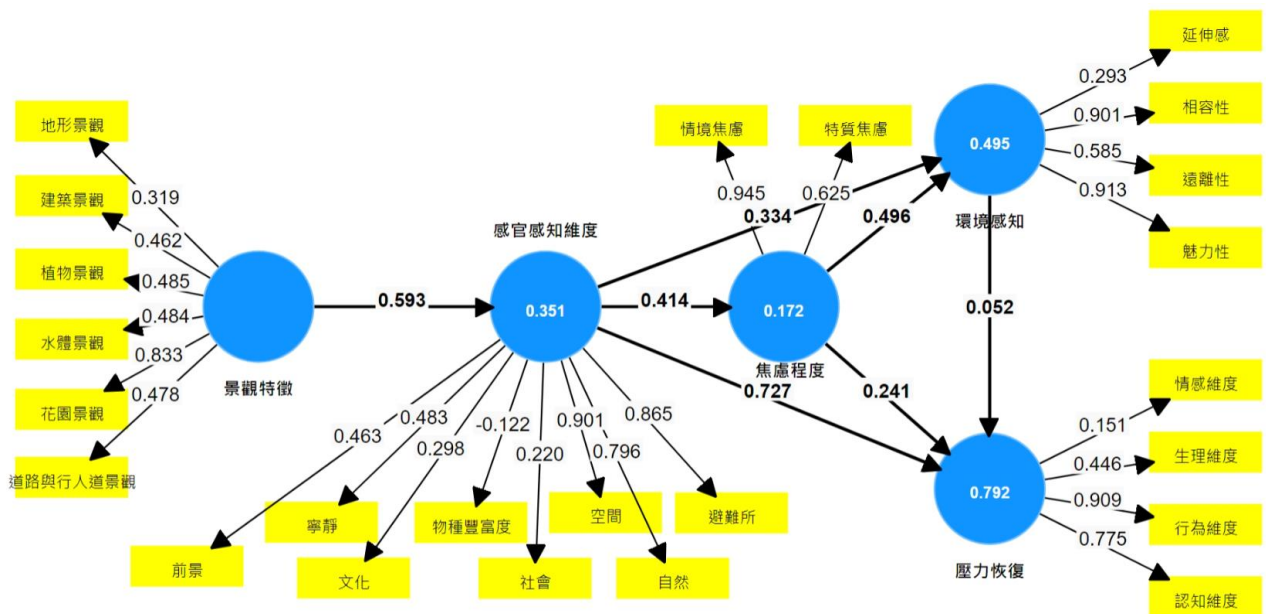 地形景觀
建築景觀
植物景觀
水體景觀
花園景觀
道路與行人道景觀
0.319
0.462
0.485
0.484
0.833
0.478
景觀特徵
0.593
感官感知維度
0.351
0.463
0.483
0.298
-0.122
0.220
0.901
0.796
0.865
前景
寧靜
文化
物種豐富度
社會
空間
自然
避難所
0.334
0.414
0.727
情境焦慮
特質焦慮
0.945
0.625
0.172
焦慮程度
0.496
0.241
0.495
環境感知
0.052
0.293
0.901
0.585
0.913
延伸感
相容性
遠離性
魅力性
0.792
壓力恢復
0.151
0.446
0.909
0.775
情感維度
生理維度
行為維度
認知維度